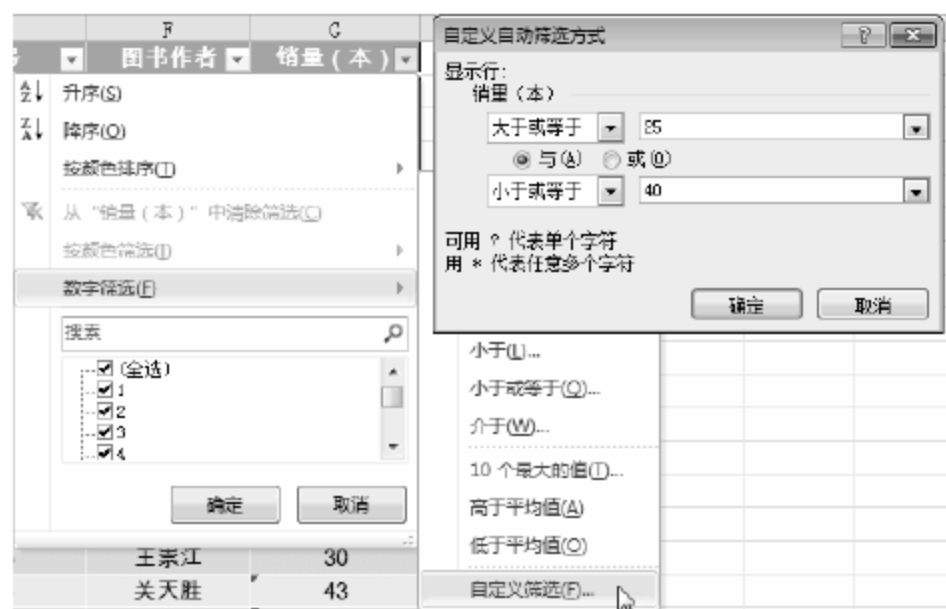 F G
号 图书作者 销量(本)
升序(S)
降序(O)
按颜色排序(T)
从 "销量(本)" 中清除筛选(C)
按颜色筛选(I)
数字筛选(F)
搜索
(全选)
1
2
3
4
确定 取消
王崇江 30
关天胜 43
自定义自动筛选方式
显示行:
销量(本)
大于或等于 25
与(A) 或(O)
小于或等于 40
可用 ? 代表单个字符
用 * 代表任意多个字符
确定 取消
小于(L)...
小于或等于(Q)...
介于(W)...
10 个最大的值(T)...
高于平均值(A)
低于平均值(O)
自定义筛选(F)...